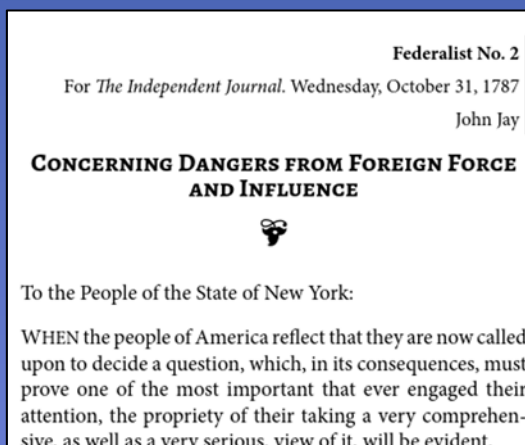 Federalist No. 2
For The Independent Journal. Wednesday, October 31, 1787
John Jay
CONCERNING DANGERS FROM FOREIGN FORCE
AND INFLUENCE
To the People of the State of New York:
WHEN the people of America reflect that they are now called
upon to decide a question, which, in its consequences, must
prove one of the most important that ever engaged their
attention, the propriety of their taking a very comprehen-
sive, as well as a very serious, view of it, will be evident.